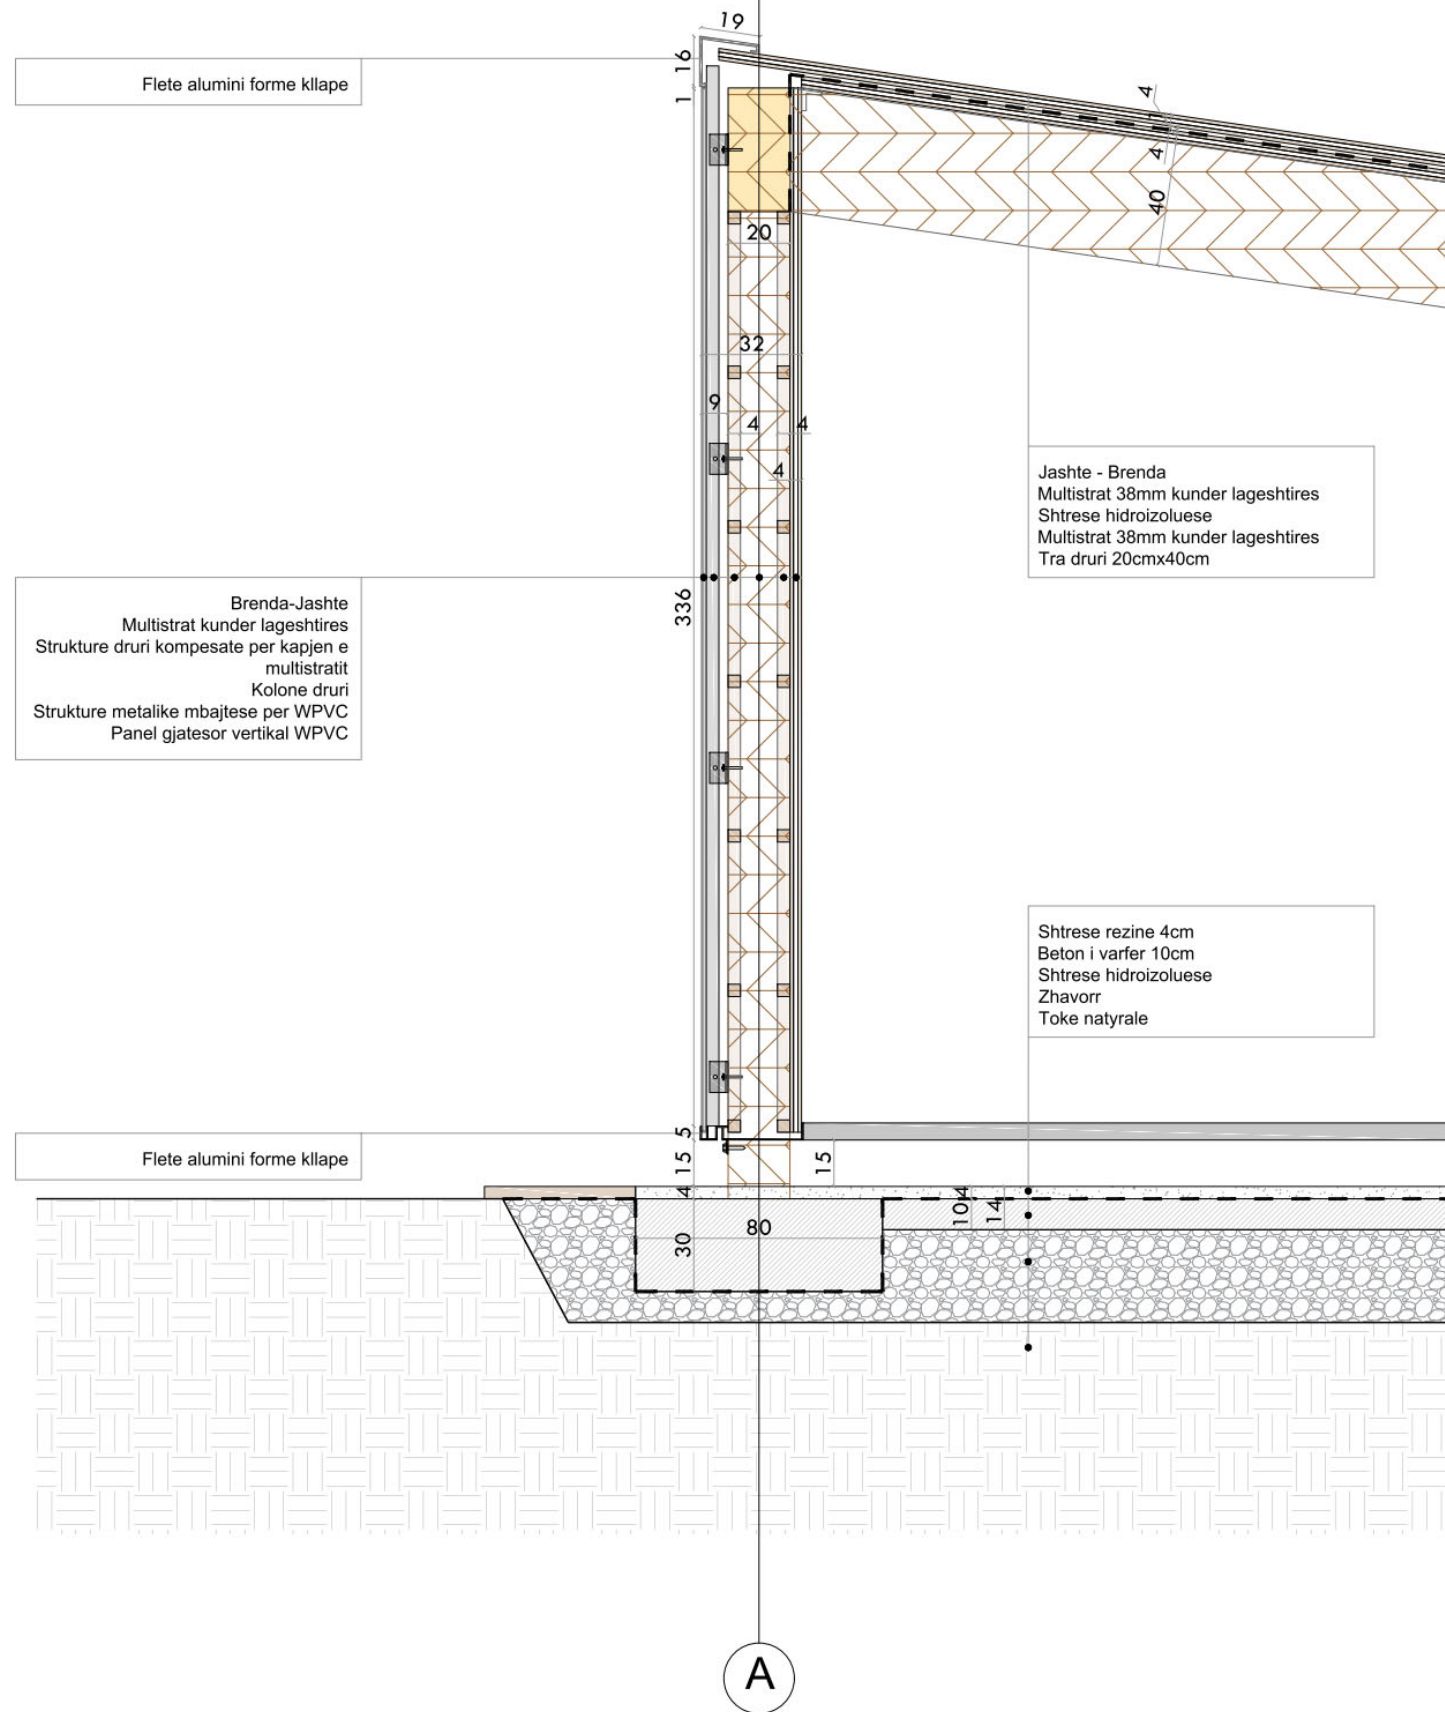 19
16
Flete alumini forme kllape
1
4
1
4
40
20
32
9
4
4
4
Jashte - Brenda
Multistrat 38mm kunder lageshtires
Shtrese hidroizoluese
Multistrat 38mm kunder lageshtires
Tra druri 20cmx40cm
336
Brenda-Jashte
Multistrat kunder lageshtires
Strukture druri kompesate per kapjen e
multistratit
Kolone druri
Strukture metalike mbajtese per WPVC
Panel gjatesor vertikal WPVC
Shtrese rezine 4cm
Beton i varfer 10cm
Shtrese hidroizoluese
Zhavorr
Toke natyrale
5
Flete alumini forme kllape
15
15
4
4
10
14
30
80
A